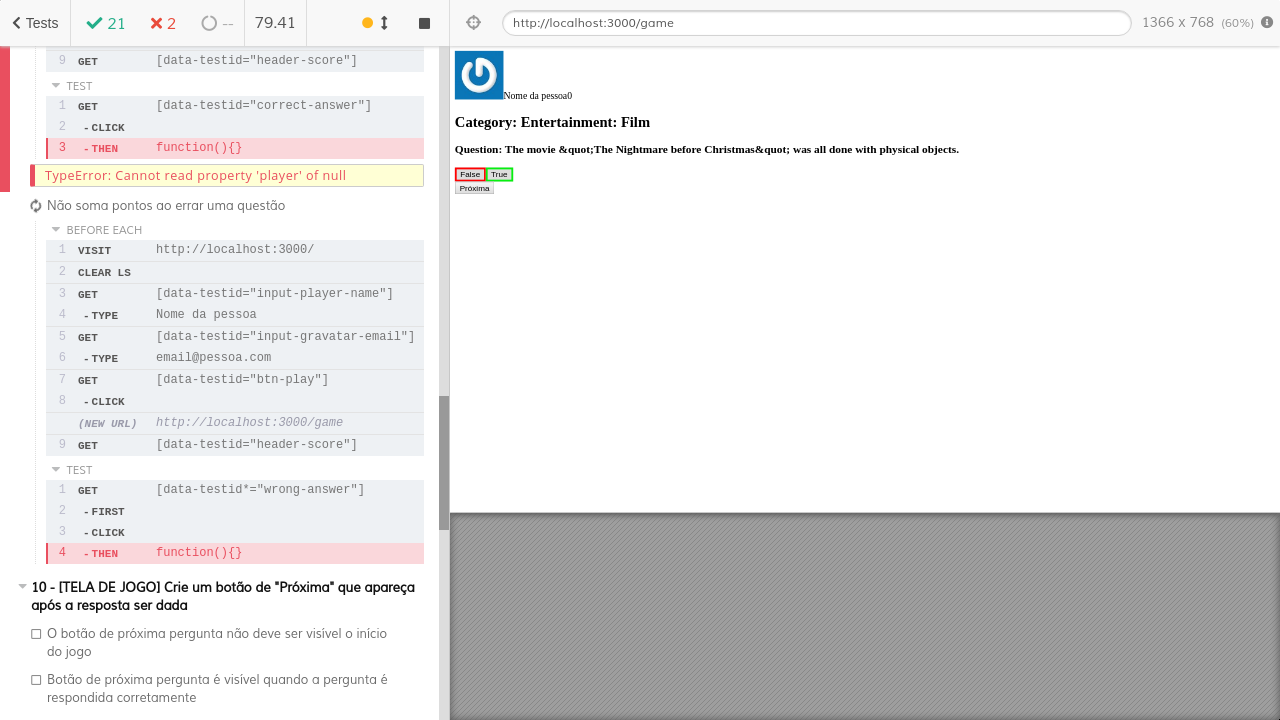 Tests
21
2
--
79.41
http://localhost:3000/game
1366 x 768 (60%)
9 GET [data-testid="header-score"]
TEST
1 GET [data-testid="correct-answer"]
2 - CLICK
3 - THEN function(){}
TypeError: Cannot read property 'player' of null
Não soma pontos ao errar uma questão
BEFORE EACH
1 VISIT http://localhost:3000/
2 CLEAR LS
3 GET [data-testid="input-player-name"]
4 - TYPE Nome da pessoa
5 GET [data-testid="input-gravatar-email"]
6 - TYPE email@pessoa.com
7 GET [data-testid="btn-play"]
8 - CLICK
(NEW URL) http://localhost:3000/game
9 GET [data-testid="header-score"]
TEST
1 GET [data-testid*="wrong-answer"]
2 - FIRST
3 - CLICK
4 - THEN function(){}
10 - [TELA DE JOGO] Crie um botão de "Próxima" que apareça
após a resposta ser dada
O botão de próxima pergunta não deve ser visível o início
do jogo
Botão de próxima pergunta é visível quando a pergunta é
respondida corretamente
Nome da pessoa0
Category: Entertainment: Film
Question: The movie &quot;The Nightmare before Christmas&quot; was all done with physical objects.
False True
Próxima